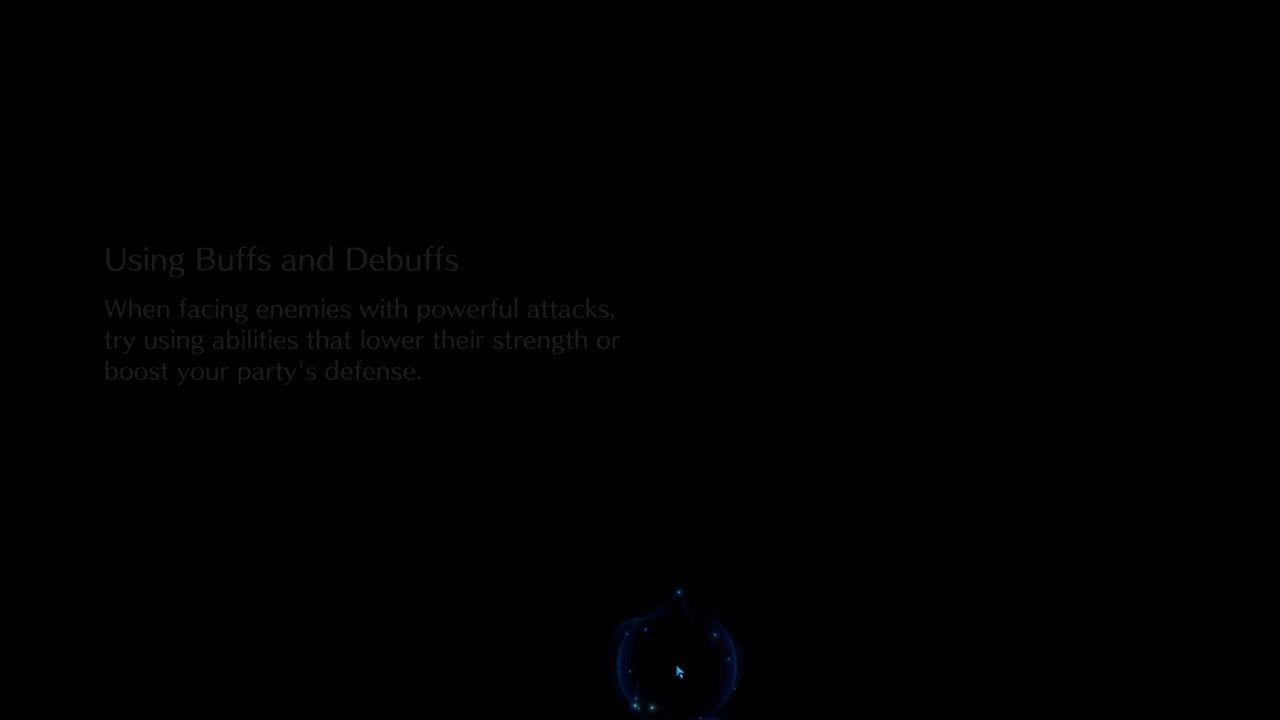 Using Buffs and Debuffs
When facing enemies with powerful attacks,
try using abilities that lower their strength or
boost your party's defense.